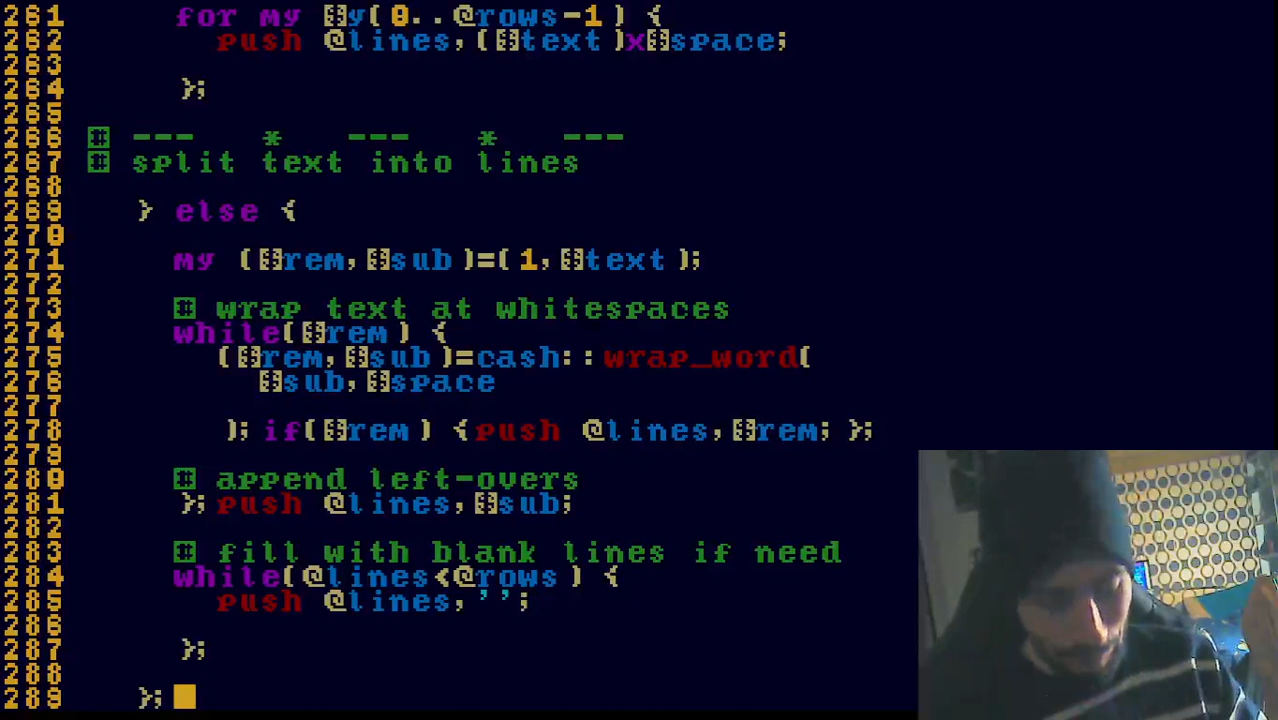 261 for my $y(0..@rows-1) {
262 push @lines,($text)x$space;
263
264 };
265
266 # --- * --- * ---
267 # split text into lines
268
269 } else {
270
271 my ($rem,$sub)=(1,$text);
272
273 # wrap text at whitespaces
274 while($rem) {
275 ($rem,$sub)=cash::wrap_word(
276 $sub,$space
277
278 ); if($rem) {push @lines,$rem; };
279
280 # append left-overs
281 }; push @lines,$sub;
282
283 # fill with blank lines if need
284 while(@lines<@rows) {
285 push @lines,'';
286
287 };
288
289 };